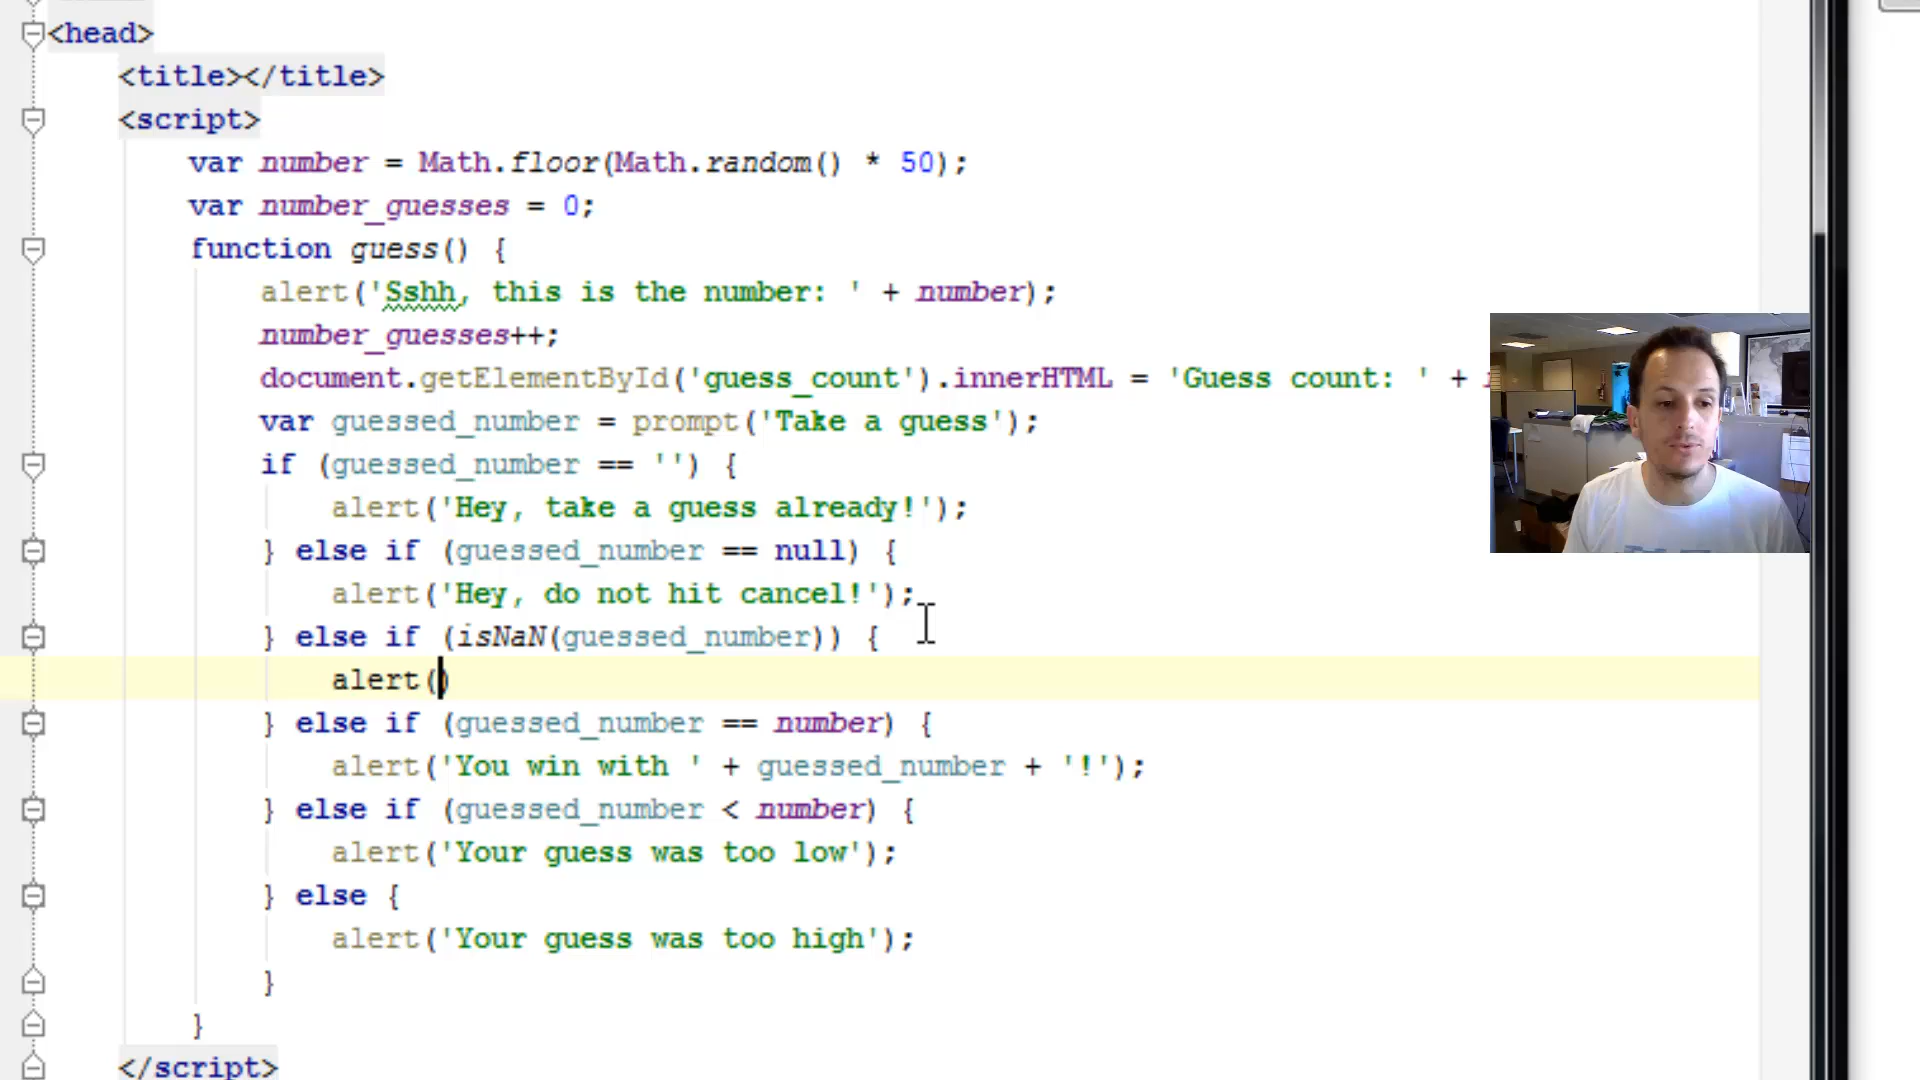 <head>
<title></title>
<script>
var number = Math.floor(Math.random() * 50);
var number_guesses = 0;
function guess() {
alert('Sshh, this is the number: ' + number);
number_guesses++;
document.getElementById('guess_count').innerHTML = 'Guess count: ' +
var guessed_number = prompt('Take a guess');
if (guessed_number == '') {
alert('Hey, take a guess already!');
} else if (guessed_number == null) {
alert('Hey, do not hit cancel!');
} else if (isNaN(guessed_number)) {
alert()
} else if (guessed_number == number) {
alert('You win with ' + guessed_number + '!');
} else if (guessed_number < number) {
alert('Your guess was too low');
} else {
alert('Your guess was too high');
}
}
</script>